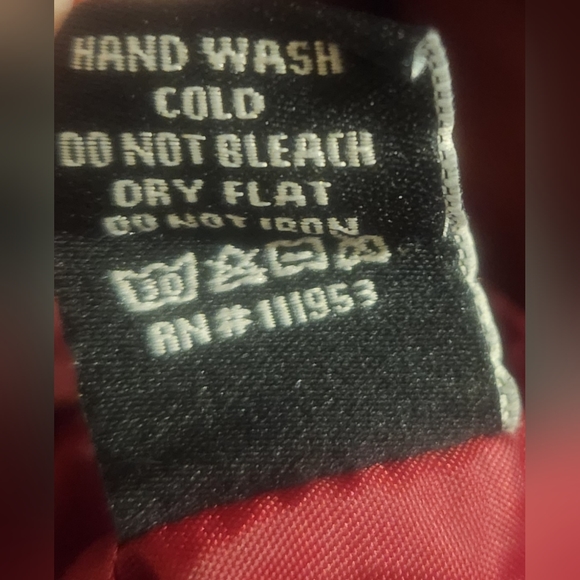 HAND WASH
COLD
DO NOT BLEACH
DRY FLAT
DO NOT IRON
RN#111953